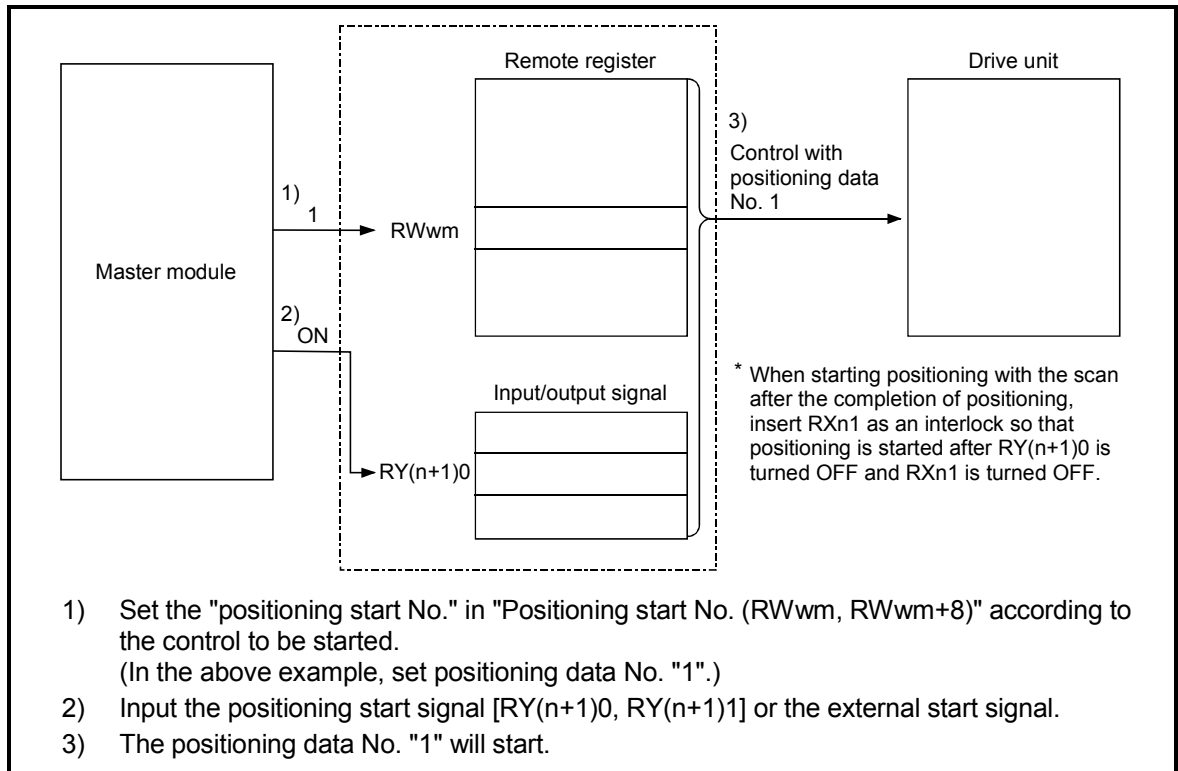 Remote register
Drive unit
3)
Control with
positioning data
No. 1
1)
1
RWwm
Master module
2)
ON
Input/output signal
RY(n+1)0
* When starting positioning with the scan
after the completion of positioning,
insert RXn1 as an interlock so that
positioning is started after RY(n+1)0 is
turned OFF and RXn1 is turned OFF.
1) Set the "positioning start No." in "Positioning start No. (RWwm, RWwm+8)" according to
the control to be started.
(In the above example, set positioning data No. "1".)
2) Input the positioning start signal [RY(n+1)0, RY(n+1)1] or the external start signal.
3) The positioning data No. "1" will start.